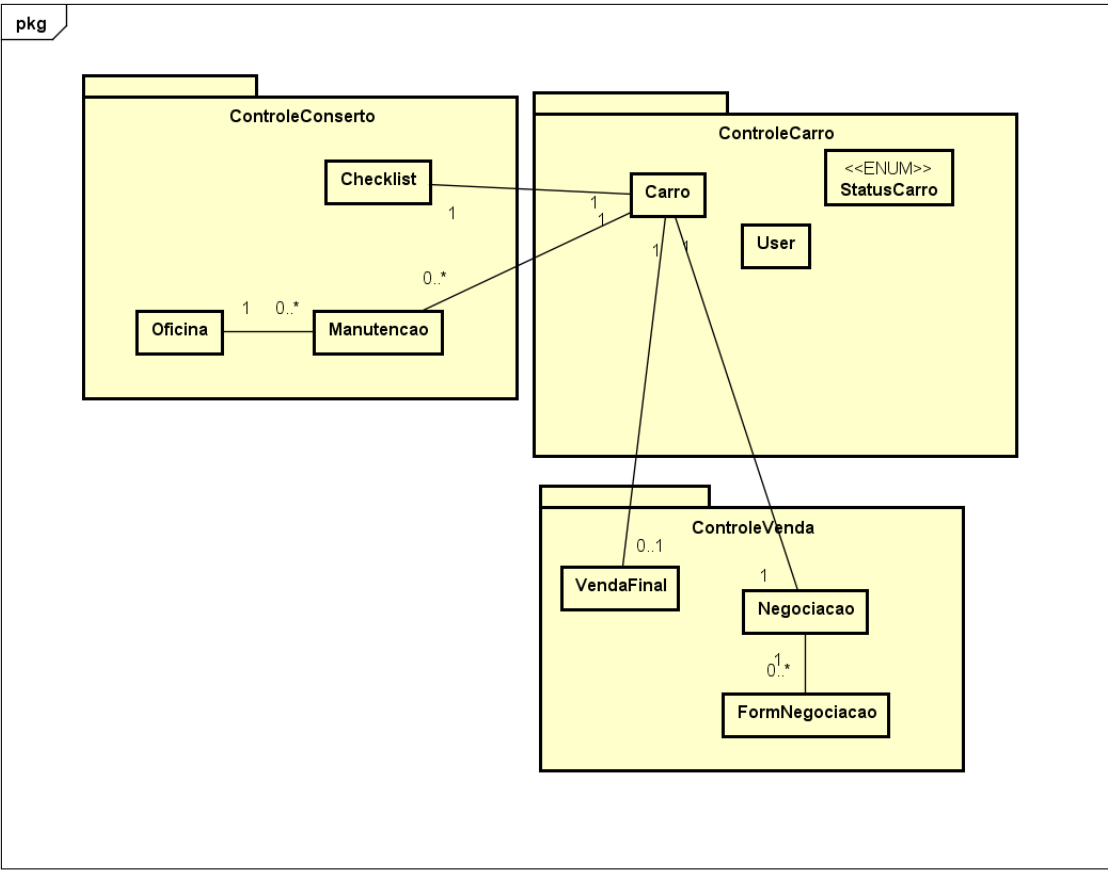 pkg
ControleConserto
Checklist
1
0..*
1
0..*
Oficina
Manutencao
ControleCarro
<<ENUM>>
StatusCarro
Carro
1
1
User
1
1
ControleVenda
0..1
VendaFinal
1
Negociacao
1
0..*
FormNegociacao